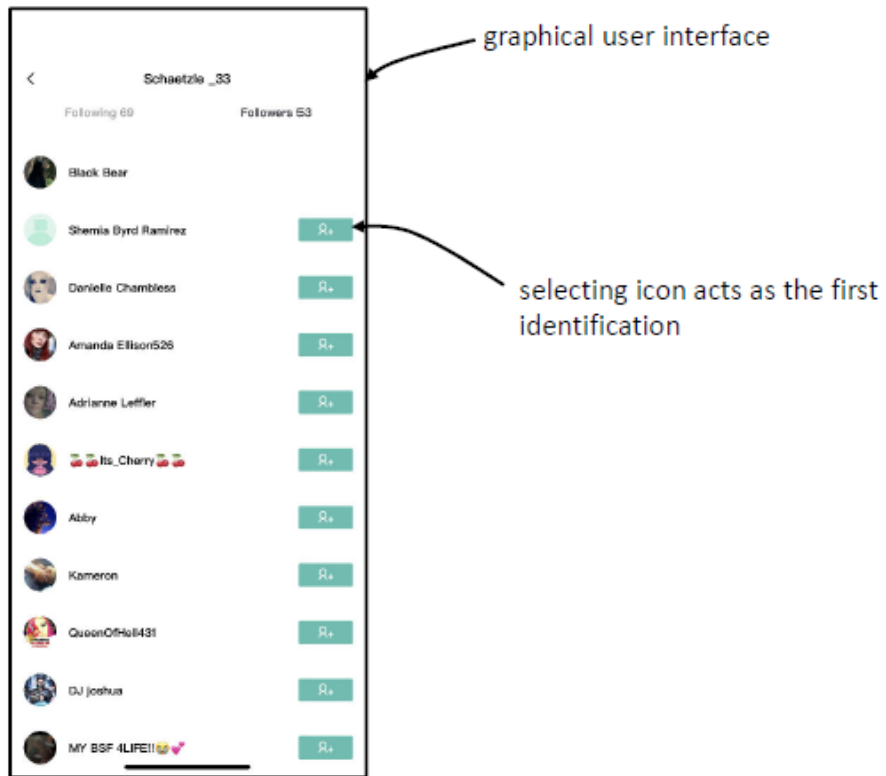 graphical user interface
Schaetzle _33
Following 69
Followers 53
Black Bear
Shemia Byrd Ramirez
selecting icon acts as the first
identification
Danielle Chambless
Amanda Ellison526
Adrianne Leffler
🍒🍒Its_Cherry🍒🍒
Abby
Kameron
QueenOfHell431
DJ joshua
MY BSF 4LIFE!!😭💕